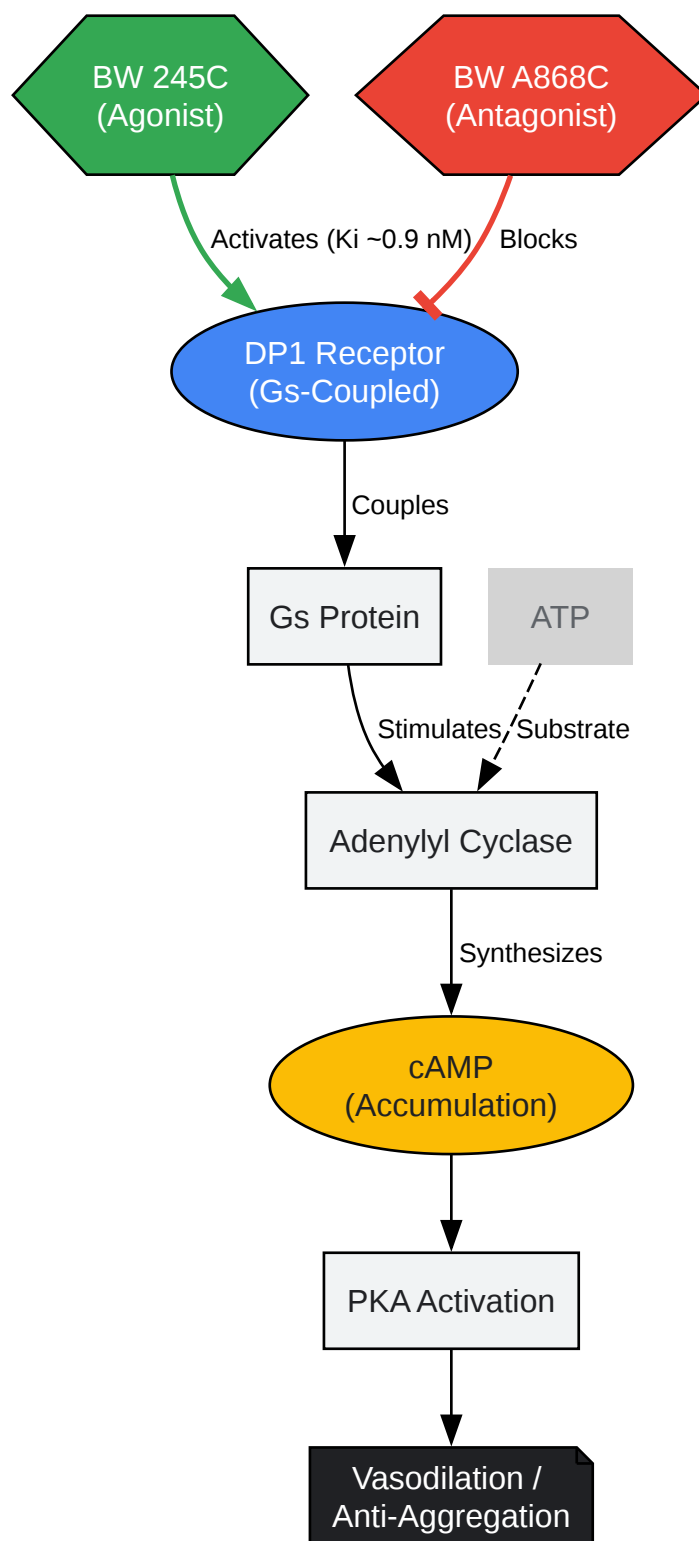 BW 245C
(Agonist)
BW A868C
(Antagonist)
Activates (Ki ~0.9 nM)
Blocks
DP1 Receptor
(Gs-Coupled)
Couples
Gs Protein
ATP
Stimulates
Substrate
Adenylyl Cyclase
Synthesizes
cAMP
(Accumulation)
PKA Activation
Vasodilation /
Anti-Aggregation